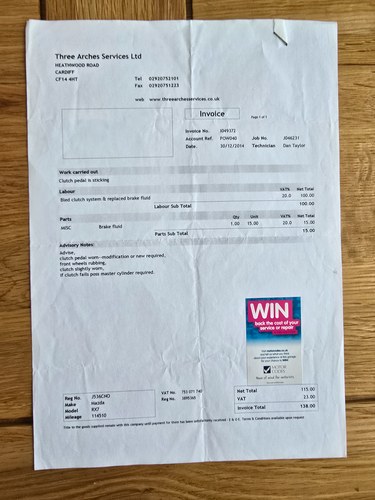 Three Arches Services Ltd
HEATHWOOD ROAD
CARDIFF
CF14 4HT
Tel 02920752101
Fax 02920751223
web www.threearchesservices.co.uk
Invoice
Page 1 of 1
Invoice No. J049372
Account Ref. POW040 Job No. J046231
Date. 30/12/2014 Technician Dan Taylor
Work carried out
Clutch pedal is sticking
Labour VAT% Net Total
Bled clutch system & replaced brake fluid 20.0 100.00
Labour Sub Total 100.00
Parts Qty Unit VAT% Net Total
MISC Brake fluid 1.00 15.00 20.0 15.00
Parts Sub Total 15.00
Advisory Notes
Advise,
clutch pedal worn-modification or new required,
front wheels rubbing,
clutch slightly worn,
if clutch fails post master cylinder required
WIN
back the cost of your
service or repair
Reg No. J536CHO
Make Mazda
Model RX7
Mileage 114510
VAT No.
Reg No.
Net Total 115.00
VAT 23.00
Invoice Total 138.00